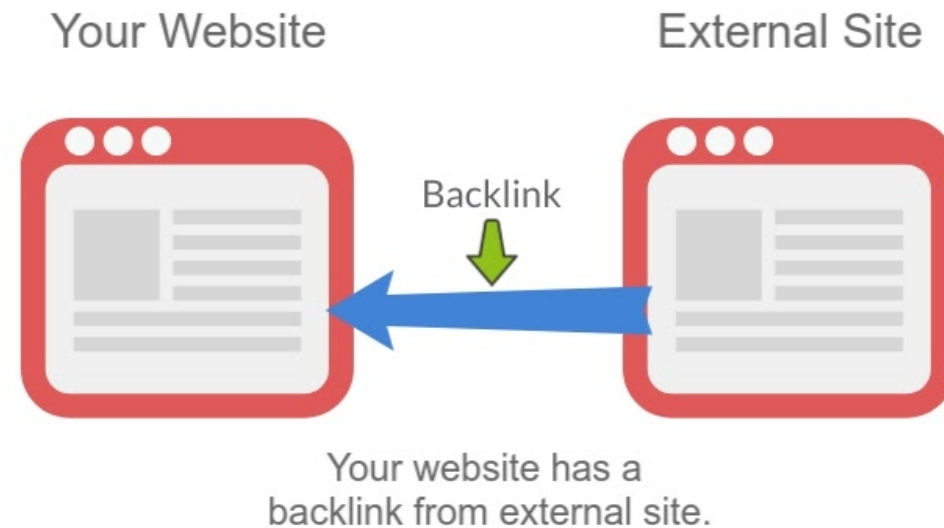 Your Website
External Site
Backlink
Your website has a
backlink from external site.